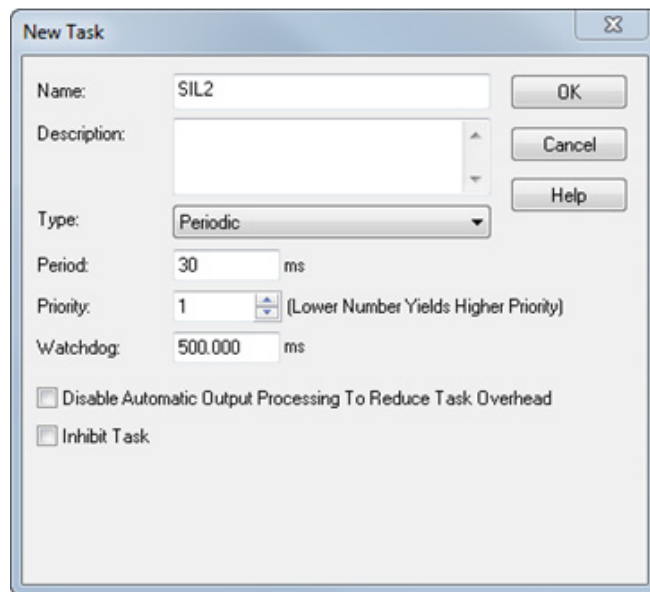 New Task
Name: SIL2 OK
Description: Cancel
Help
Type: Periodic
Period: 30 ms
Priority: 1 (Lower Number Yields Higher Priority)
Watchdog: 500.000 ms
Disable Automatic Output Processing To Reduce Task Overhead
Inhibit Task